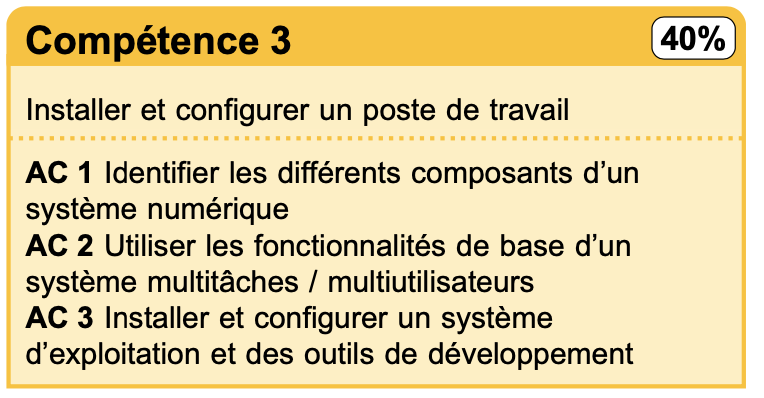 Compétence 3
40%
Installer et configurer un poste de travail
AC 1 Identifier les différents composants d’un
système numérique
AC 2 Utiliser les fonctionnalités de base d’un
système multitâches / multiutilisateurs
AC 3 Installer et configurer un système
d’exploitation et des outils de développement